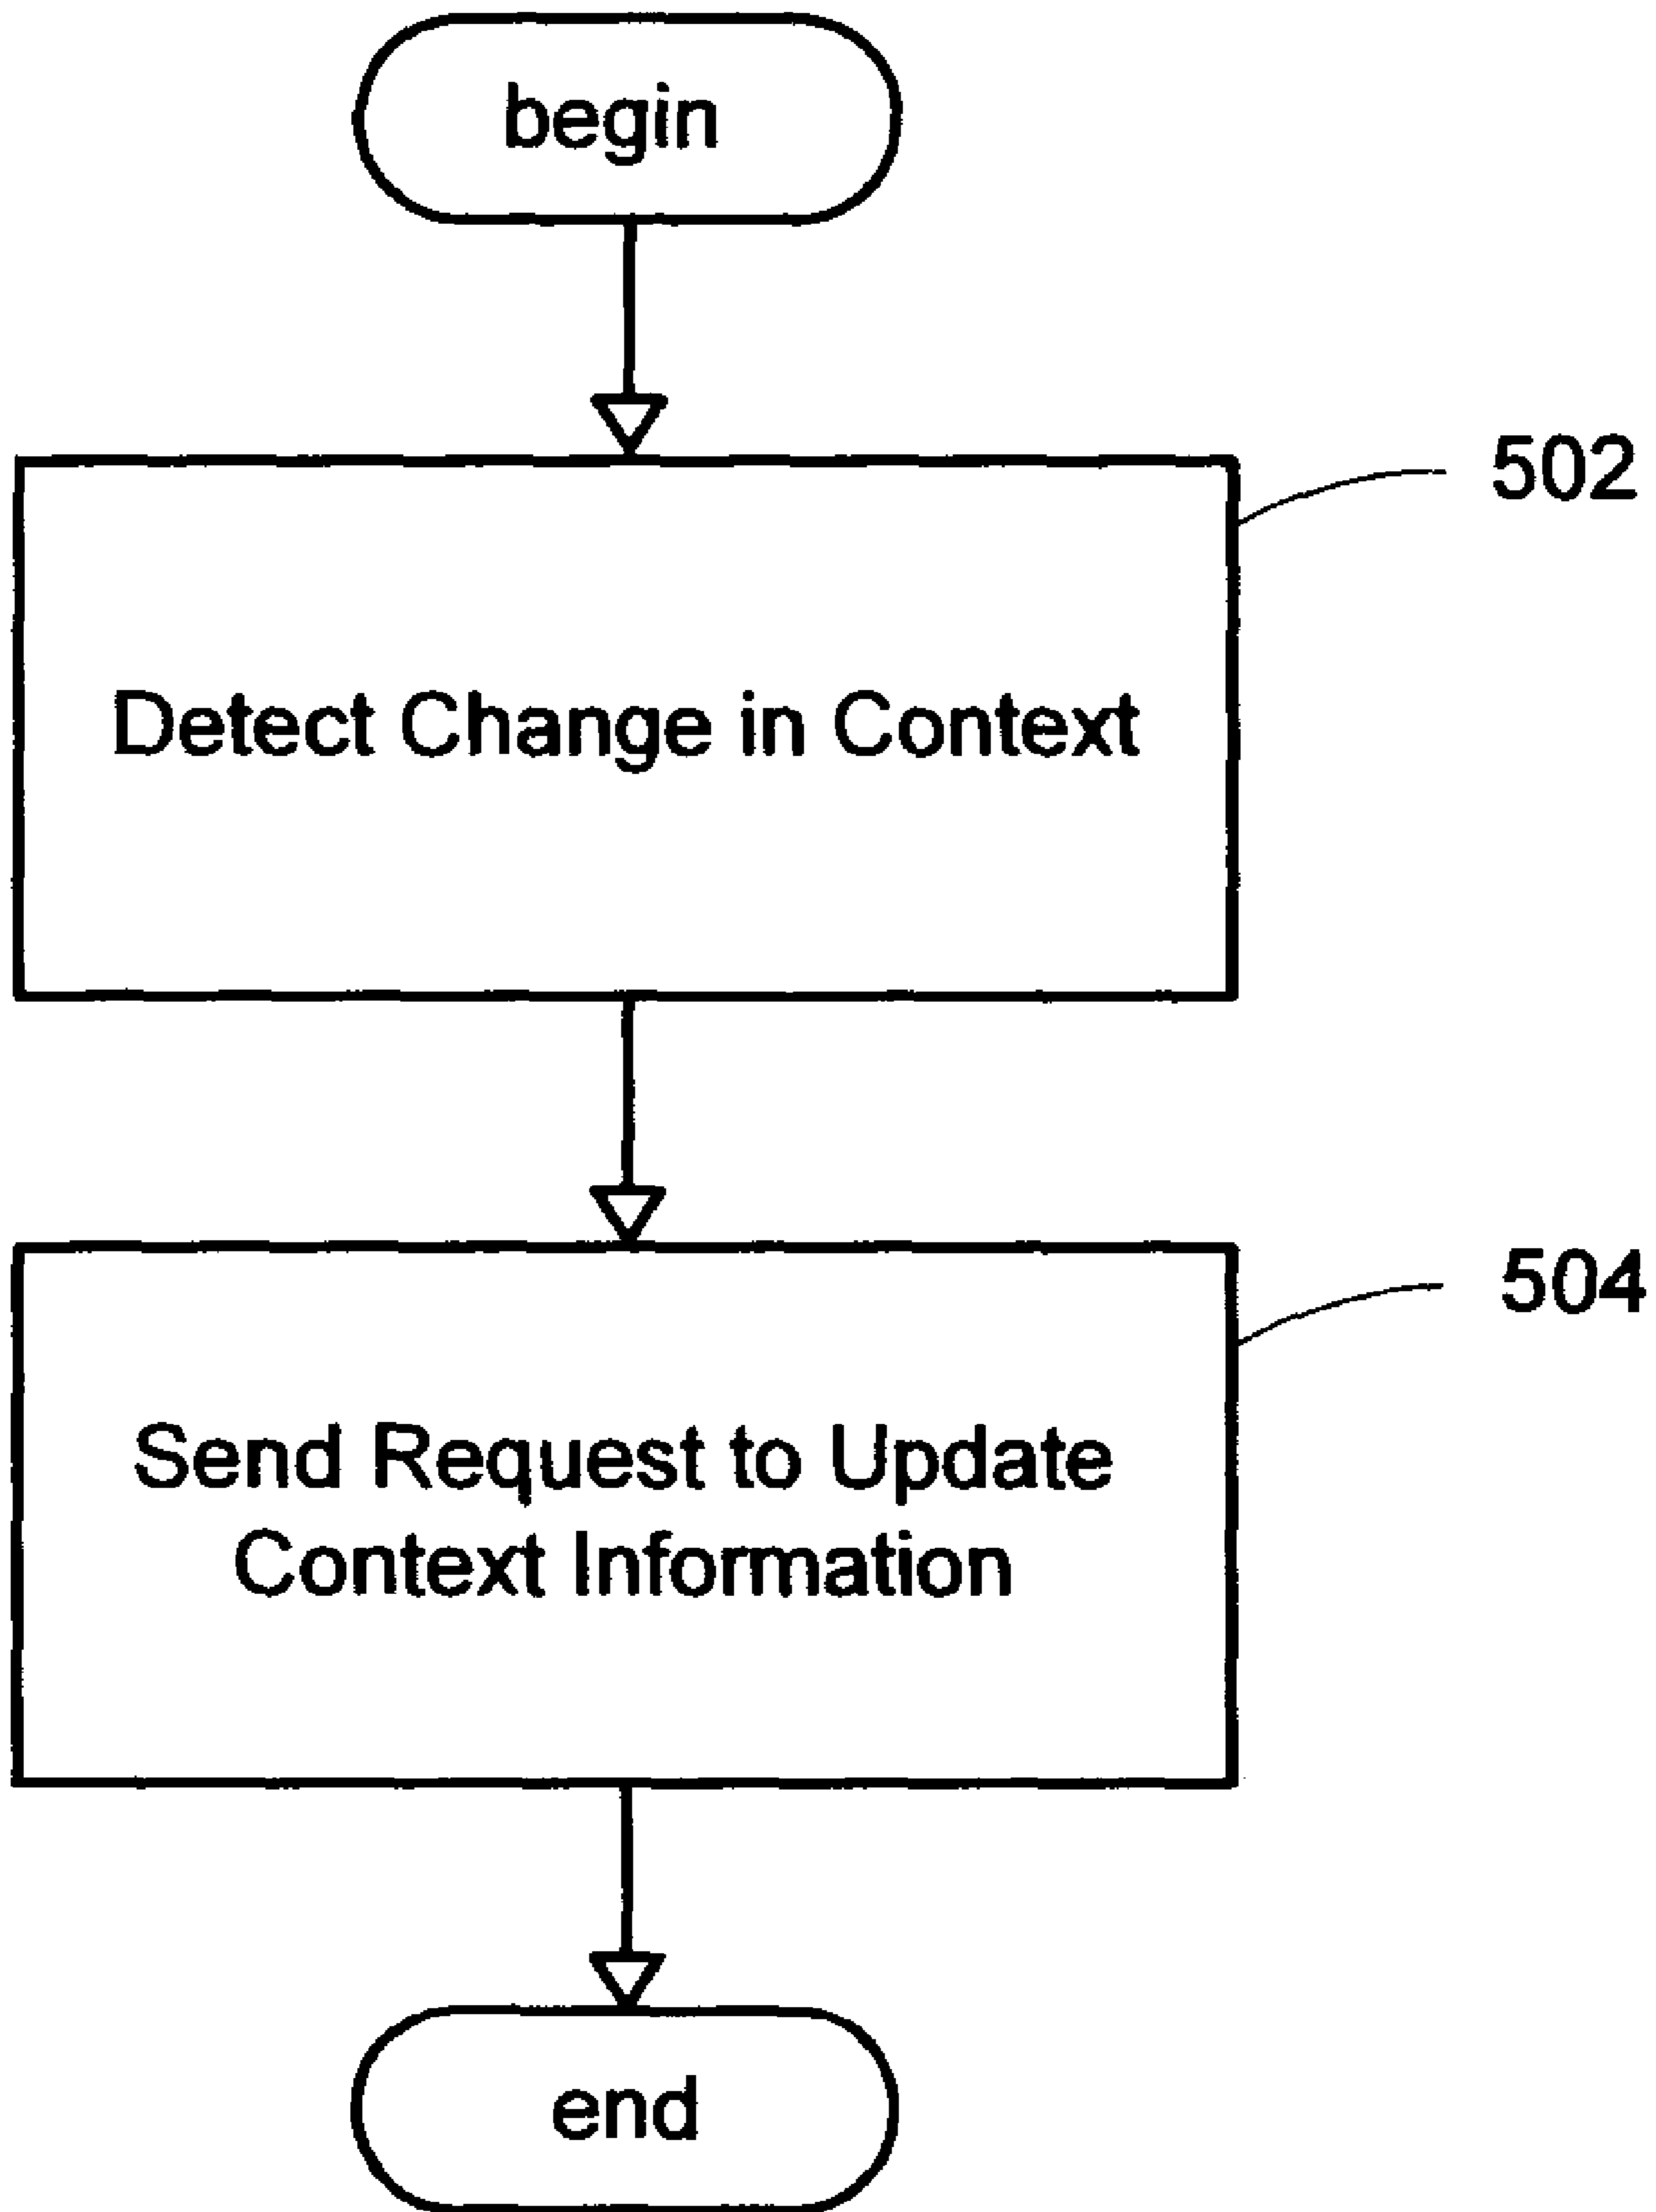 begin
502
Detect Change in Context
504
Send Request to Update
Context Information
end